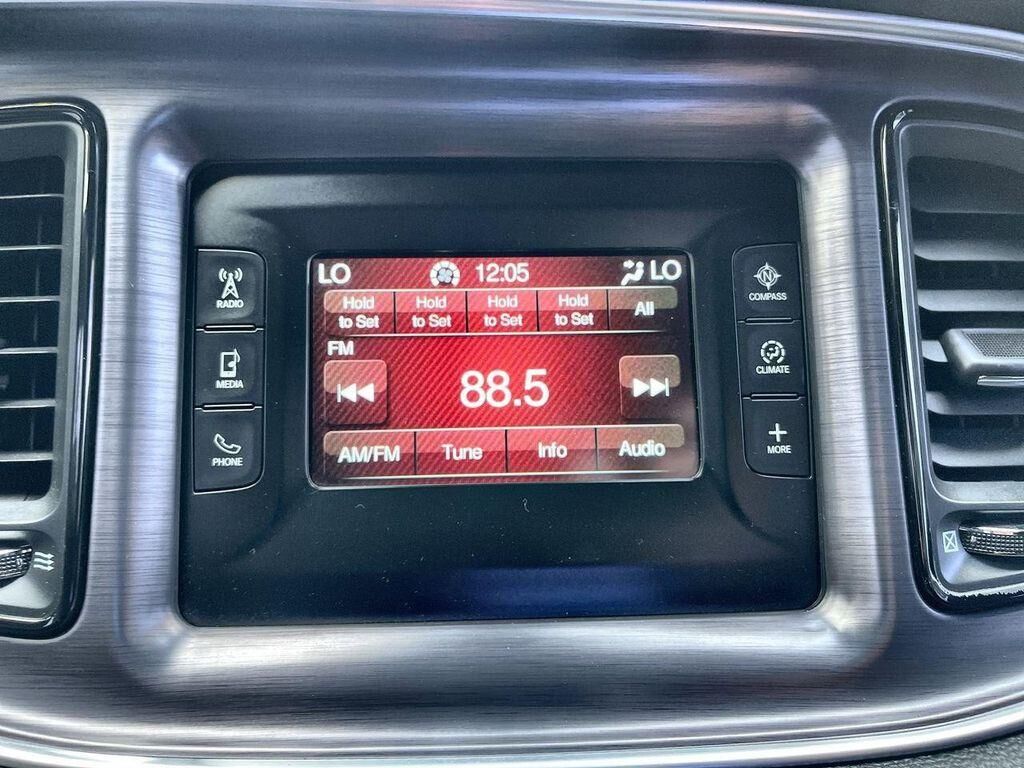 LO 12:05 LO
Hold to Set
Hold to Set
Hold to Set
Hold to Set
All
FM
88.5
AM/FM Tune Info Audio
RADIO
MEDIA
PHONE
N
COMPASS
CLIMATE
MORE